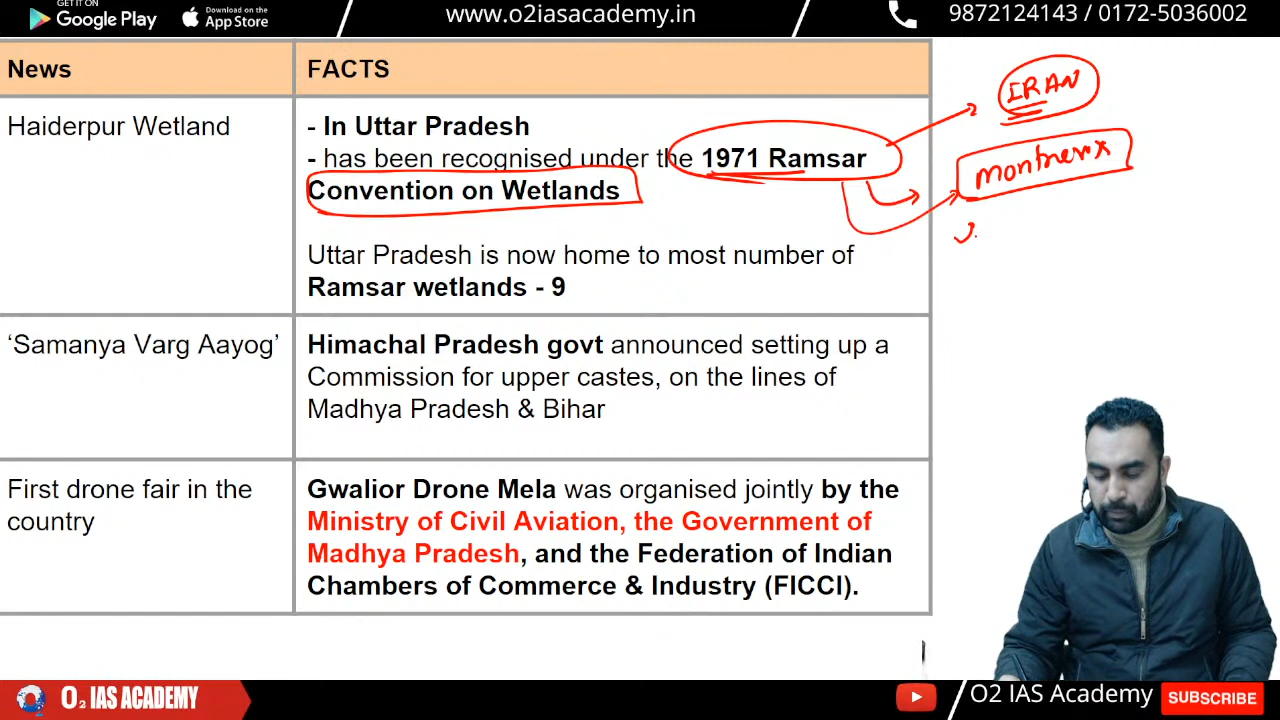 GET IT ON
Google Play
Download on the
App Store
www.o2iasacademy.in
9872124143 / 0172-5036002
News
FACTS
IRAN
Haiderpur Wetland
- In Uttar Pradesh
- has been recognised under the 1971 Ramsar
Convention on Wetlands
Montreux
Uttar Pradesh is now home to most number of
Ramsar wetlands - 9
‘Samanya Varg Aayog’
Himachal Pradesh govt announced setting up a
Commission for upper castes, on the lines of
Madhya Pradesh & Bihar
First drone fair in the
country
Gwalior Drone Mela was organised jointly by the
Ministry of Civil Aviation, the Government of
Madhya Pradesh, and the Federation of Indian
Chambers of Commerce & Industry (FICCI).
O2 IAS ACADEMY
O2 IAS Academy
SUBSCRIBE